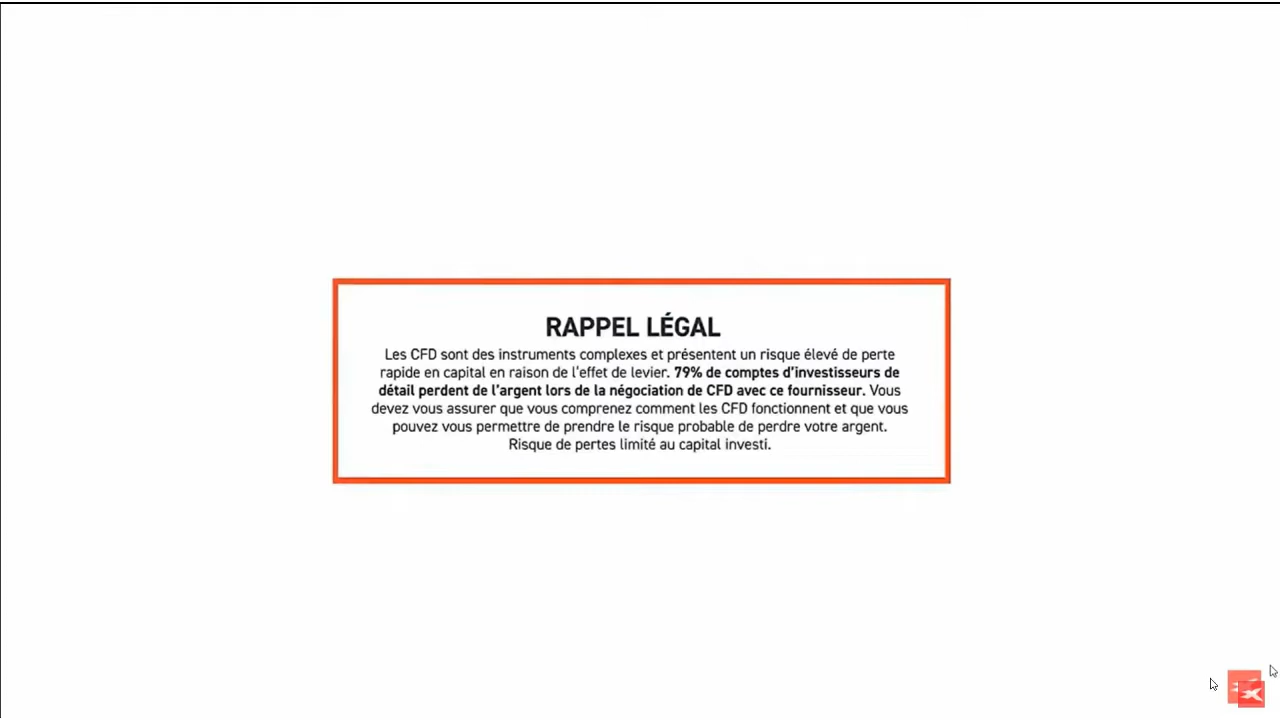 RAPPEL LÉGAL
Les CFD sont des instruments complexes et présentent un risque élevé de perte
rapide en capital en raison de l'effet de levier. 79% de comptes d'investisseurs de
détail perdent de l'argent lors de la négociation de CFD avec ce fournisseur. Vous
devez vous assurer que vous comprenez comment les CFD fonctionnent et que vous
pouvez vous permettre de prendre le risque probable de perdre votre argent.
Risque de pertes limité au capital investi.